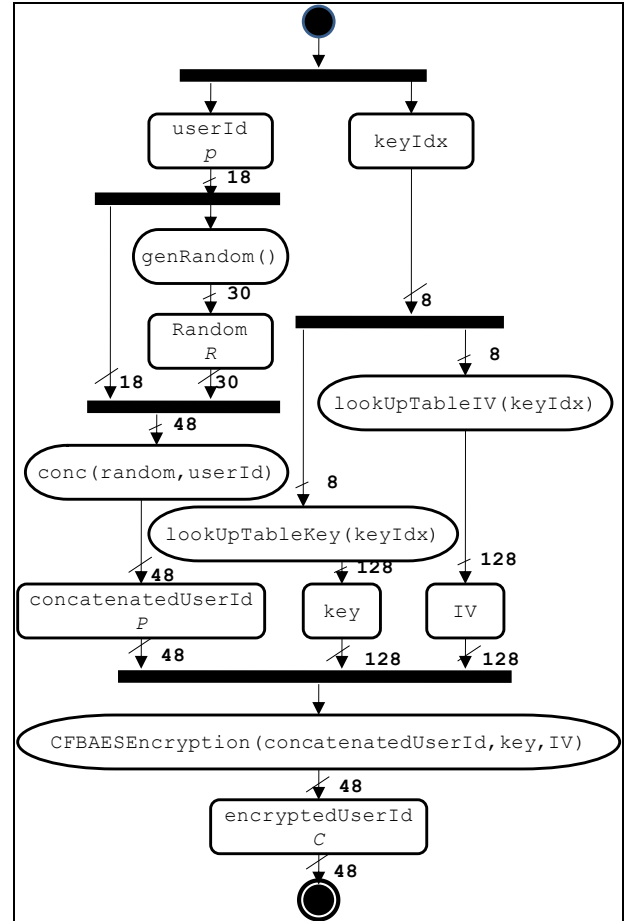 userId
p
keyIdx
18
genRandom()
30
8
Random
R
8
18
30
lookUpTableIV(keyIdx)
48
conc(random,userId)
8
lookUpTableKey(keyIdx)
128
128
48
concatenatedUserId
P
key
IV
48
128
128
CFBAESEncryption(concatenatedUserId,key,IV)
48
encryptedUserId
C
48